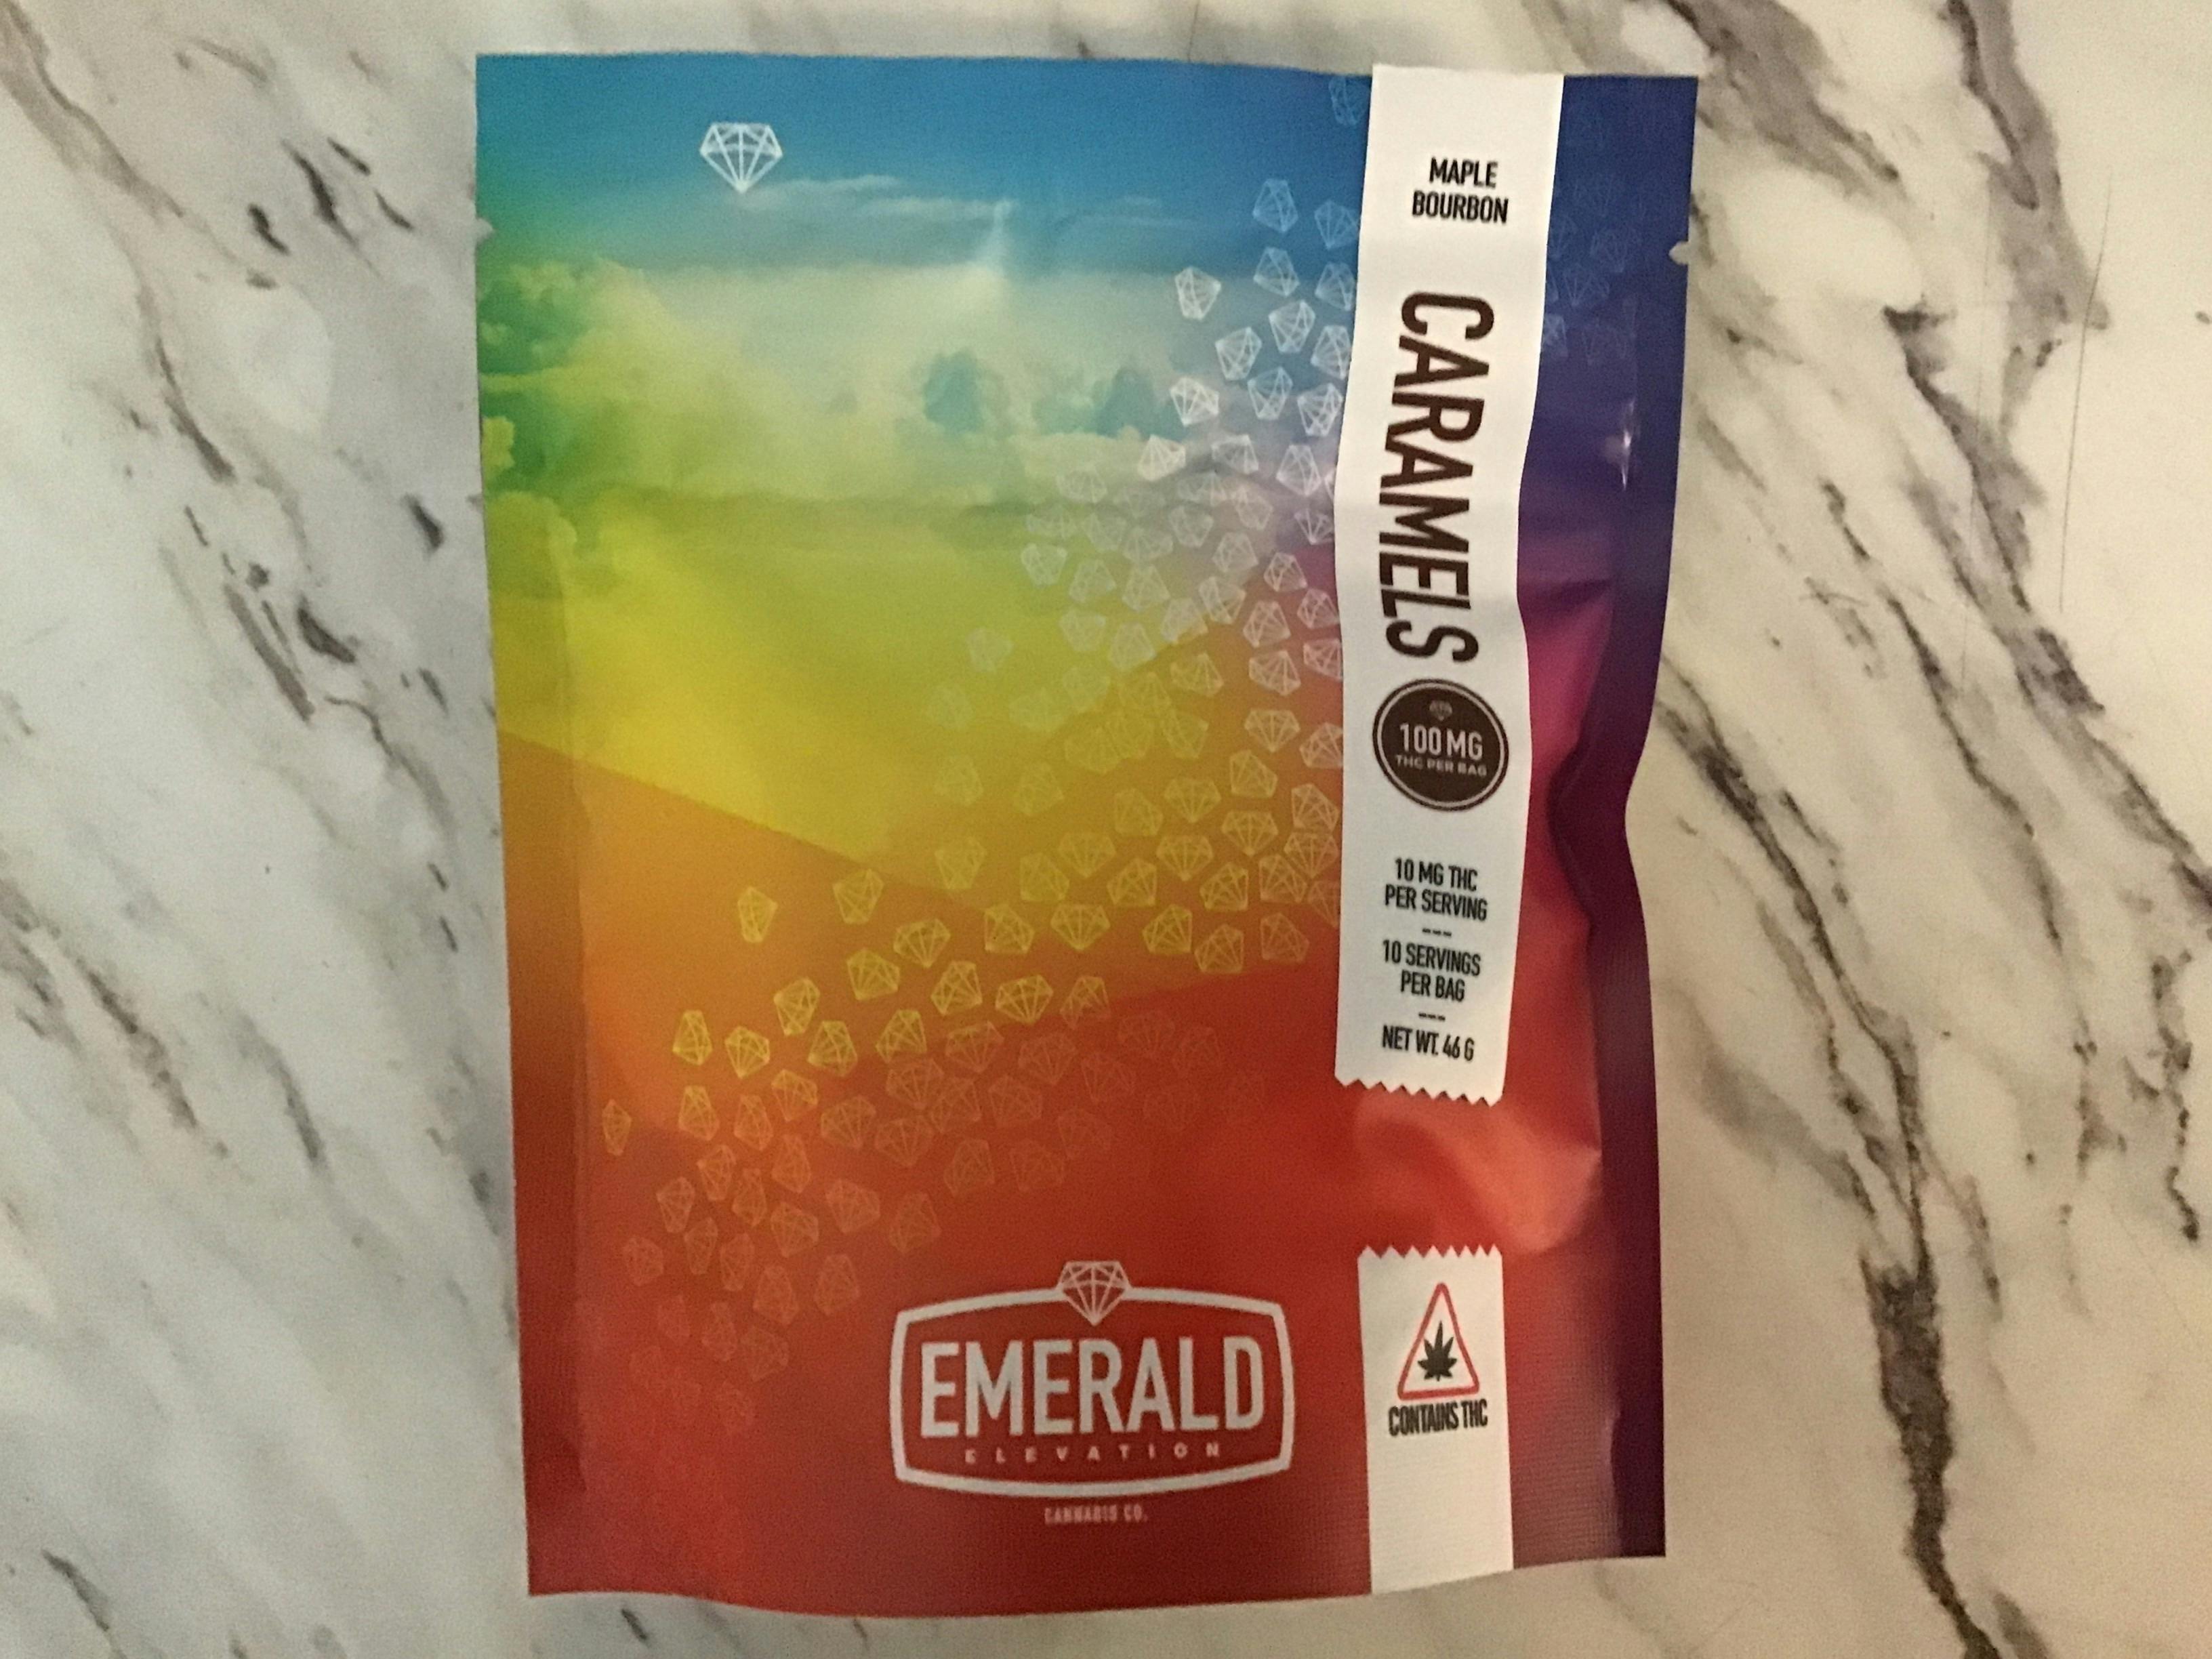 MAPLE
BOURBON
CARAMELS
100 MG
THC PER BAG
10 MG THC
PER SERVING
---
10 SERVINGS
PER BAG
---
NET WT. 46 G
CONTAINS THC
EMERALD
ELEVATION
CANNABIS CO.